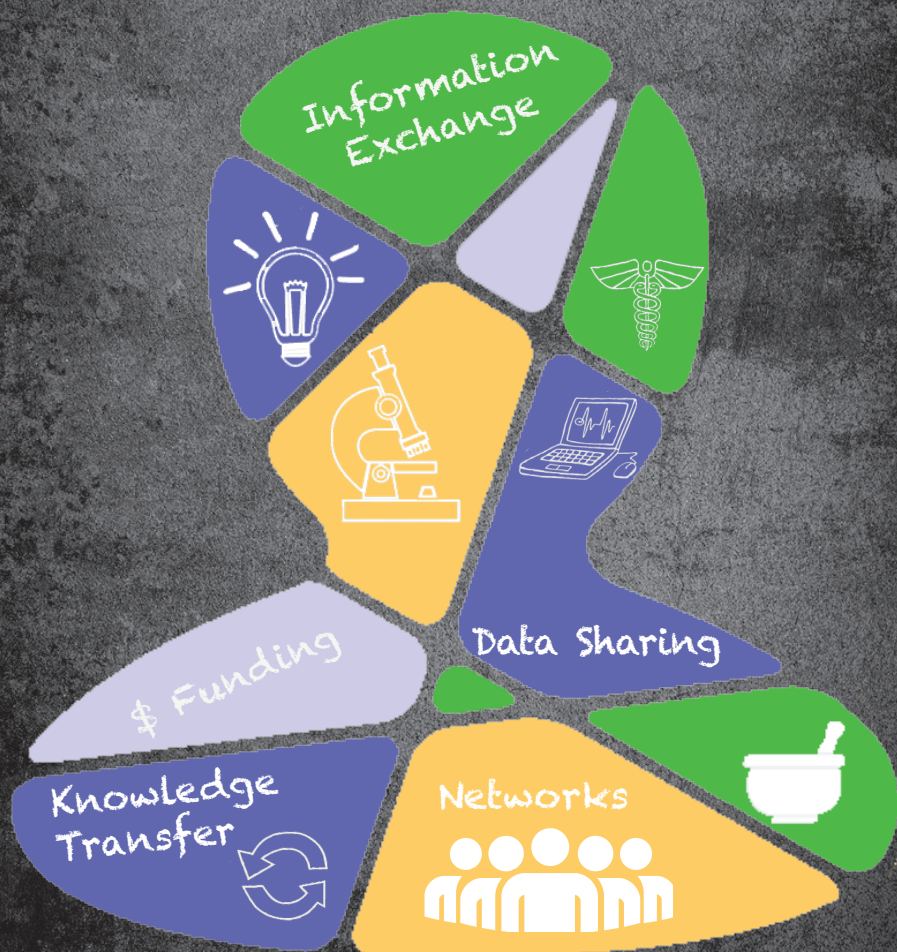 Information
Exchange
Data Sharing
$ Funding
Knowledge
Transfer
Networks